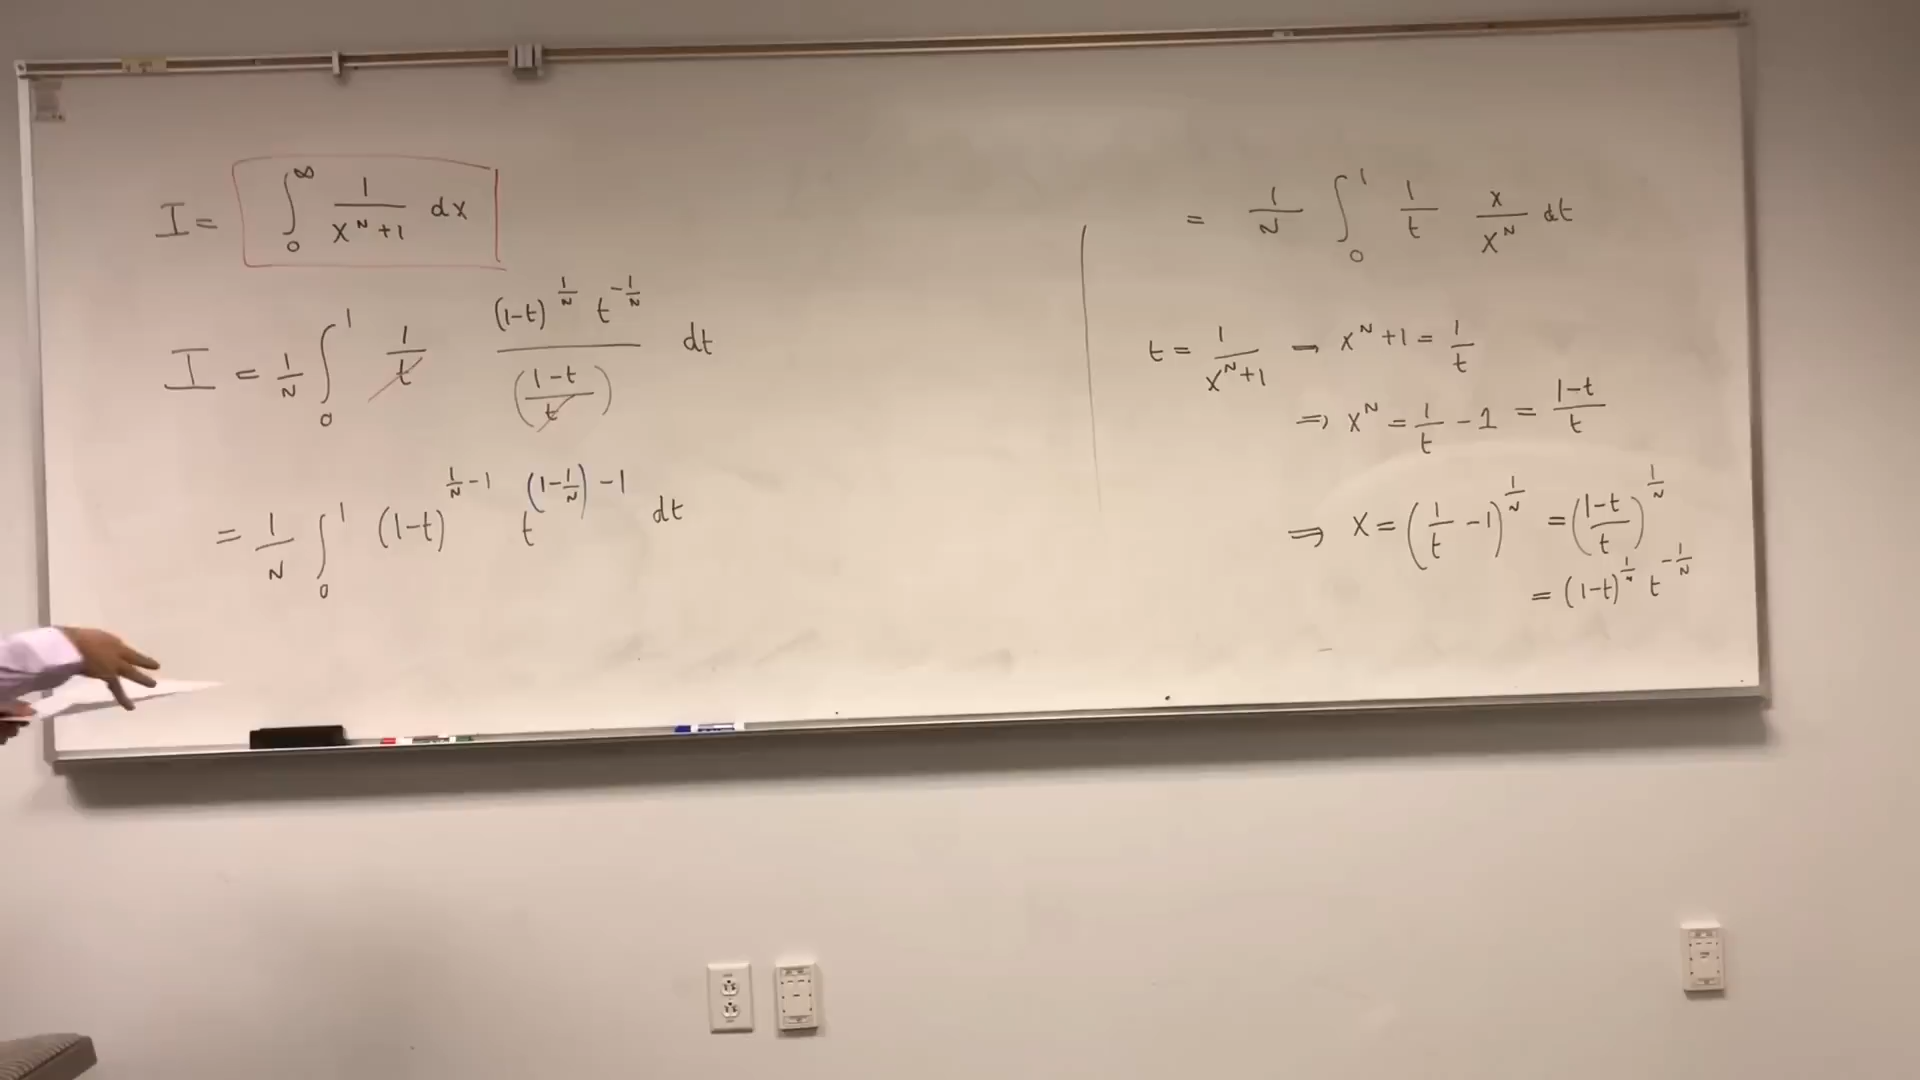 I = ∫₀^∞ 1/(x^N + 1) dx
I = 1/N ∫₀¹ 1/t ((1-t)^(1/N) t^(-1/N))/((1-t)/t) dt
= 1/N ∫₀¹ (1-t)^(1/N - 1) t^((1 - 1/N) - 1) dt
= 1/N ∫₀¹ 1/t x/x^N dt
t = 1/(x^N + 1) → x^N + 1 = 1/t
⇒ x^N = 1/t - 1 = (1-t)/t
⇒ x = (1/t - 1)^(1/N) = ((1-t)/t)^(1/N)
= (1-t)^(1/N) t^(-1/N)